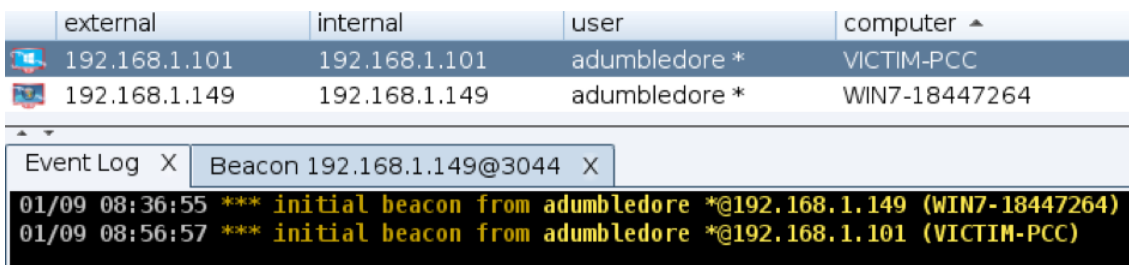 external internal user computer
192.168.1.101 192.168.1.101 adumbledore * VICTIM-PCC
192.168.1.149 192.168.1.149 adumbledore * WIN7-18447264
Event Log X Beacon 192.168.1.149@3044 X
01/09 08:36:55 *** initial beacon from adumbledore *@192.168.1.149 (WIN7-18447264)
01/09 08:56:57 *** initial beacon from adumbledore *@192.168.1.101 (VICTIM-PCC)